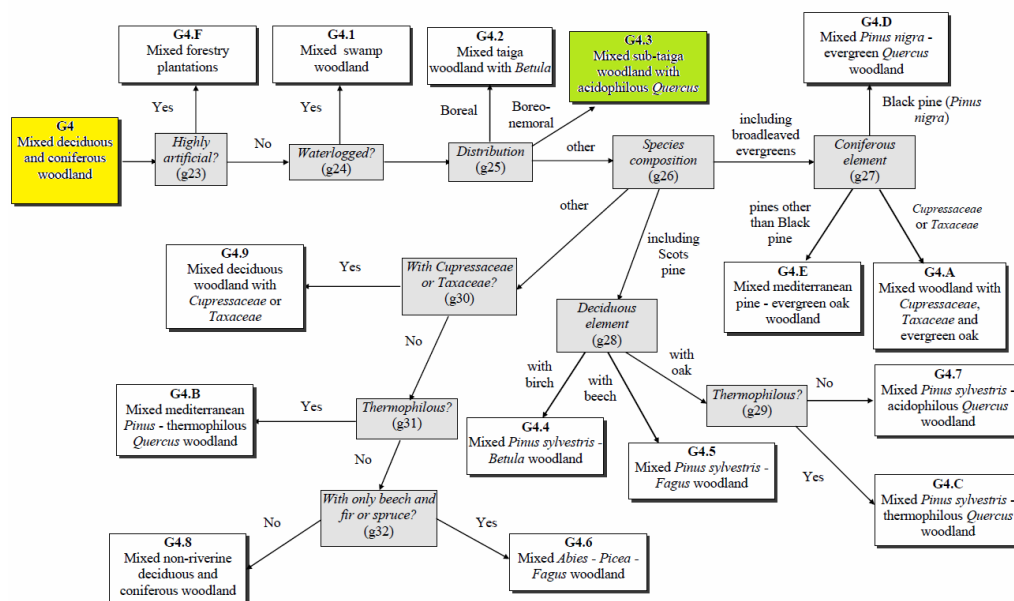 G4.F
Mixed forestry
plantations
G4.1
Mixed swamp
woodland
G4.2
Mixed taiga
woodland with Betula
G4.3
Mixed sub-taiga
woodland with
acidophilous Quercus
G4.D
Mixed Pinus nigra -
evergreen Quercus
woodland
Yes
Yes
Boreal
Boreo-
nemoral
Black pine (Pinus
nigra)
G4
Mixed deciduous
and coniferous
woodland
Highly
artificial?
(g23)
No
Waterlogged?
(g24)
Distribution
(g25)
other
Species
composition
(g26)
including
broadleaved
evergreens
Coniferous
element
(g27)
other
including
Scots
pine
pines other
than Black
pine
Cupressaceae
or Taxaceae
G4.9
Mixed deciduous
woodland with
Cupressaceae or
Taxaceae
Yes
With Cupressaceae
or Taxaceae?
(g30)
G4.E
Mixed mediterranean
pine - evergreen oak
woodland
G4.A
Mixed woodland with
Cupressaceae,
Taxaceae and
evergreen oak
Deciduous
element
(g28)
No
with
birch
with
beech
with
oak
G4.B
Mixed mediterranean
Pinus - thermophilous
Quercus woodland
Yes
Thermophilous?
(g31)
Thermophilous?
(g29)
No
G4.7
Mixed Pinus sylvestris -
acidophilous Quercus
woodland
G4.4
Mixed Pinus sylvestris -
Betula woodland
G4.5
Mixed Pinus sylvestris -
Fagus woodland
No
Yes
G4.C
Mixed Pinus sylvestris -
thermophilous Quercus
woodland
With only beech and
fir or spruce?
(g32)
No
Yes
G4.8
Mixed non-riverine
deciduous and
coniferous woodland
G4.6
Mixed Abies - Picea -
Fagus woodland